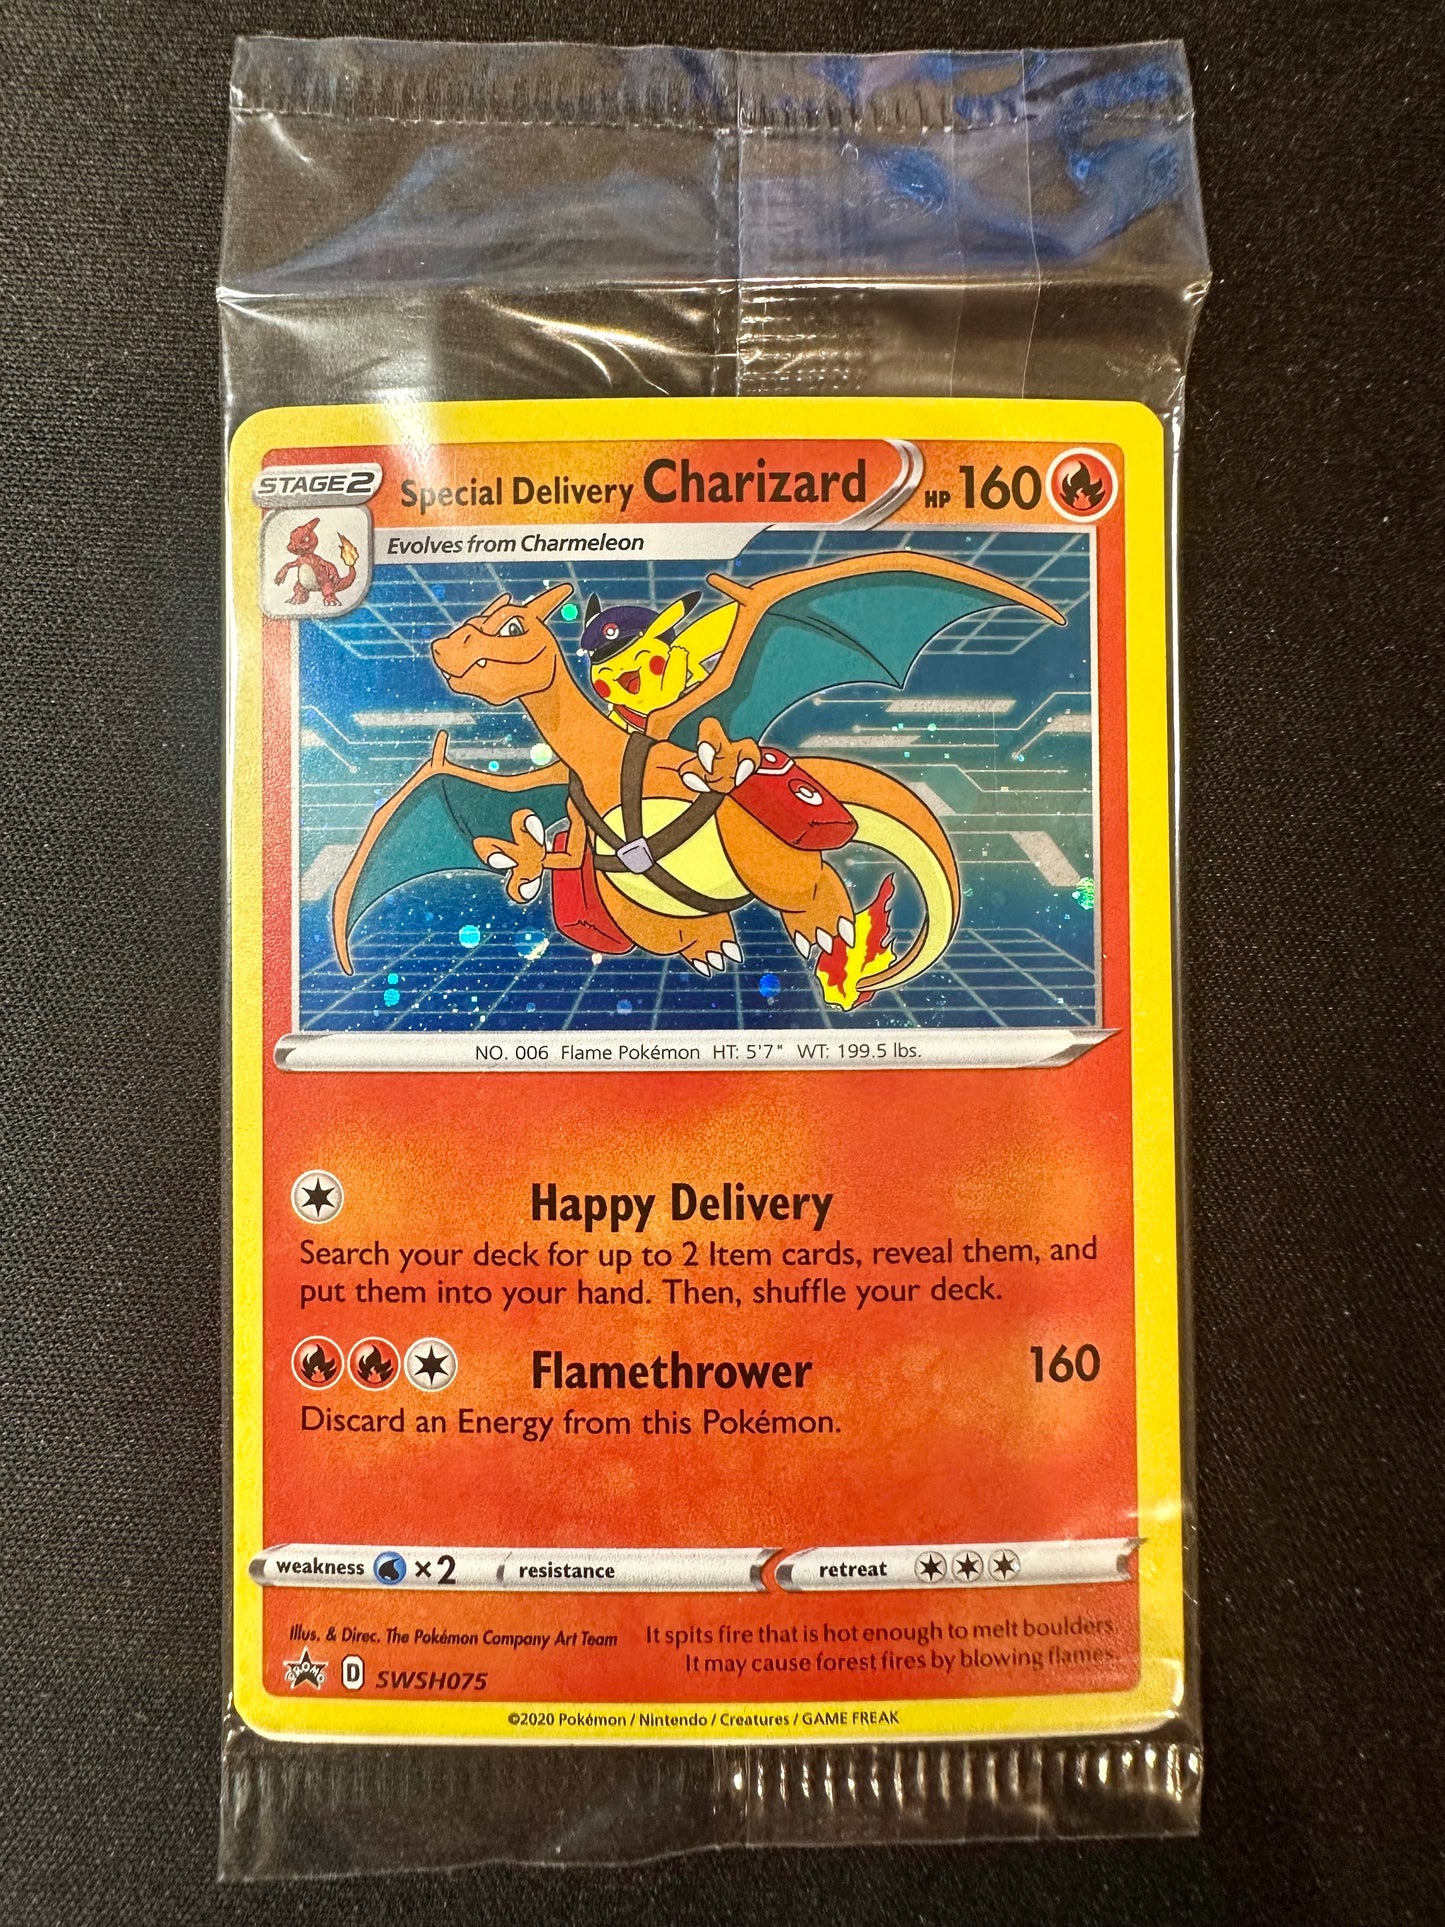 STAGE2
Special Delivery Charizard HP 160
Evolves from Charmeleon
NO. 006 Flame Pokémon HT: 5'7" WT: 199.5 lbs.
Happy Delivery
Search your deck for up to 2 Item cards, reveal them, and
put them into your hand. Then, shuffle your deck.
Flamethrower 160
Discard an Energy from this Pokémon.
weakness ×2 resistance retreat
Illus. & Direc. The Pokémon Company Art Team
It spits fire that is hot enough to melt boulders.
It may cause forest fires by blowing flames.
PROMO D SWSH075
©2020 Pokémon / Nintendo / Creatures / GAME FREAK